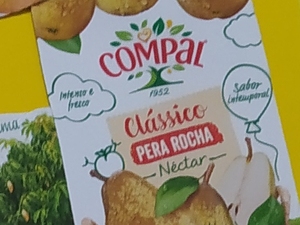 COMPAL
1952
Intenso e
fresco
Sabor
intemporal
Clássico
PERA ROCHA
Néctar